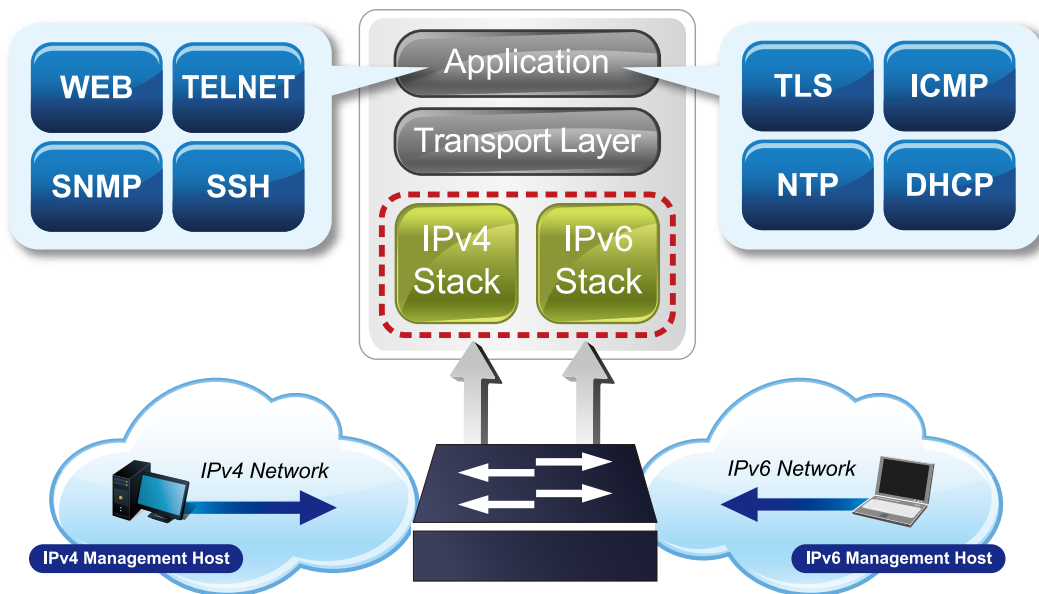 WEB
TELNET
SNMP
SSH
Application
Transport Layer
IPv4
Stack
IPv6
Stack
TLS
ICMP
NTP
DHCP
IPv4 Network
IPv4 Management Host
IPv6 Network
IPv6 Management Host